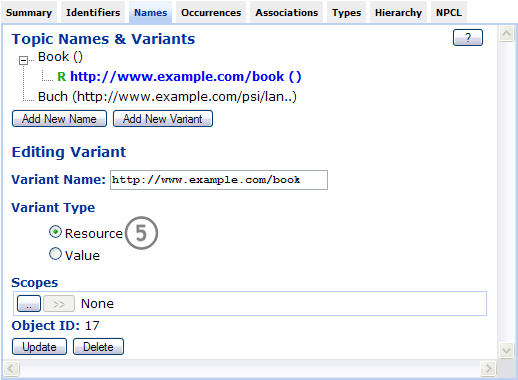 Summary Identifiers Names Occurrences Associations Types Hierarchy NPCL
Topic Names & Variants ?
Book ()
R http://www.example.com/book ()
Buch (http://www.example.com/psi/lan..)
Add New Name Add New Variant
Editing Variant
Variant Name: http://www.example.com/book
Variant Type
Resource 5
Value
Scopes
.. >> None
Object ID: 17
Update Delete